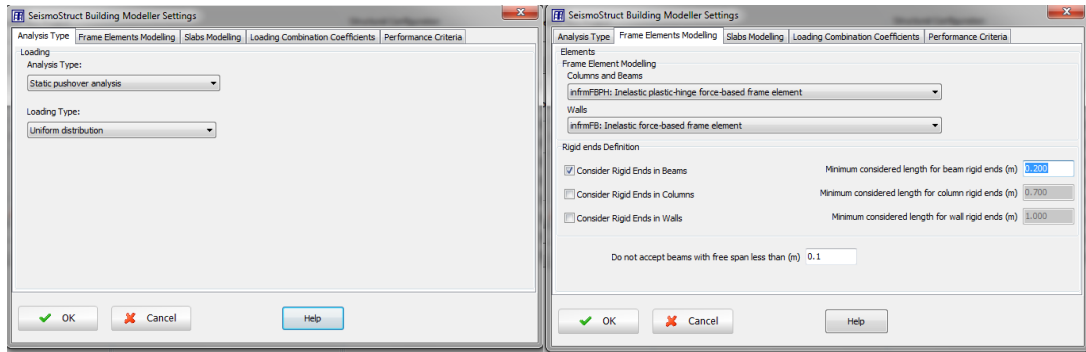 SeismoStruct Building Modeller Settings
Analysis Type Frame Elements Modelling Slabs Modelling Loading Combination Coefficients Performance Criteria
Loading
Analysis Type:
Static pushover analysis
Loading Type:
Uniform distribution
OK Cancel Help
SeismoStruct Building Modeller Settings
Analysis Type Frame Elements Modelling Slabs Modelling Loading Combination Coefficients Performance Criteria
Elements
Frame Element Modelling
Columns and Beams
infrmFBPH: Inelastic plastic-hinge force-based frame element
Walls
infrmFB: Inelastic force-based frame element
Rigid ends Definition
Consider Rigid Ends in Beams Minimum considered length for beam rigid ends (m) 0.200
Consider Rigid Ends in Columns Minimum considered length for column rigid ends (m) 0.700
Consider Rigid Ends in Walls Minimum considered length for wall rigid ends (m) 1.000
Do not accept beams with free span less than (m) 0.1
OK Cancel Help